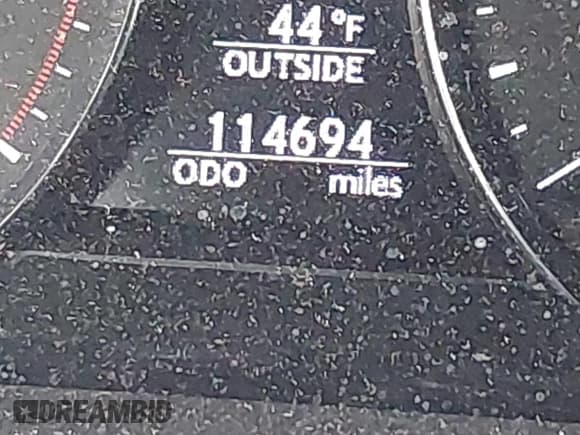 44°F
OUTSIDE
114694
ODO miles
DREAMBID